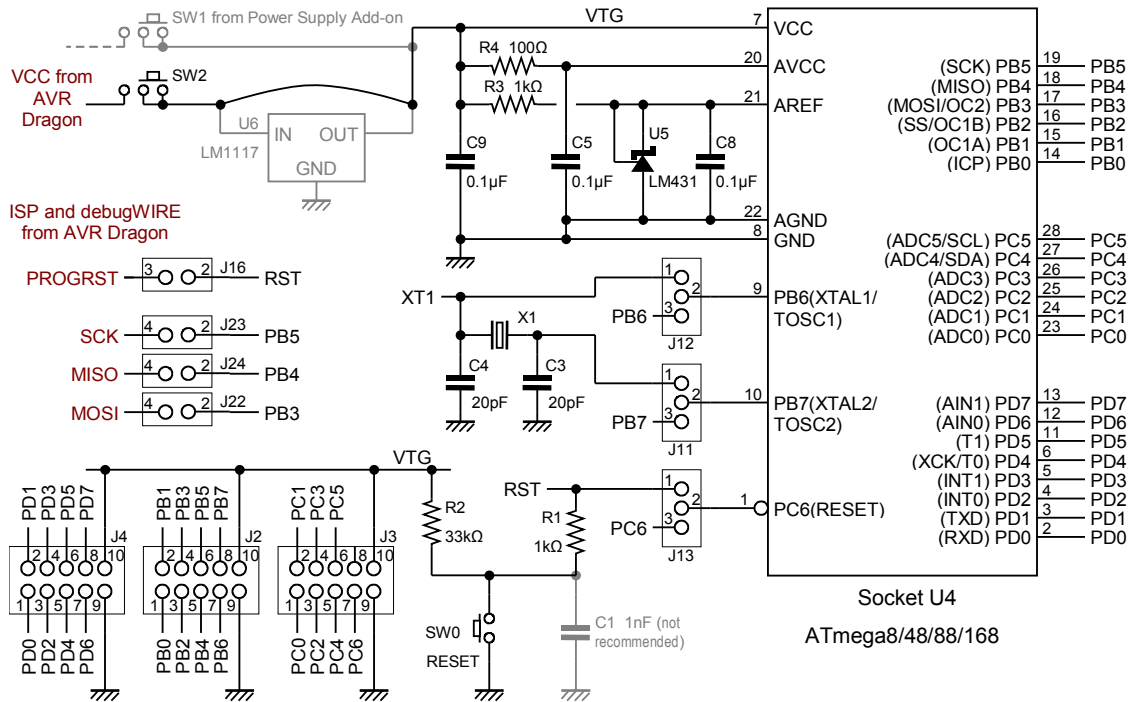 SW1 from Power Supply Add-on
VCC from
AVR
Dragon
SW2
U6
IN OUT
GND
LM1117
VTG
R4 100Ω
R3 1kΩ
C9
0.1µF
C5
0.1µF
U5
LM431
C8
0.1µF
7 VCC
20 AVCC
21 AREF
22 AGND
8 GND
9 PB6(XTAL1/
TOSC1)
10 PB7(XTAL2/
TOSC2)
1 PC6(RESET)
(SCK) PB5 19 PB5
(MISO) PB4 18 PB4
(MOSI/OC2) PB3 17 PB3
(SS/OC1B) PB2 16 PB2
(OC1A) PB1 15 PB1
(ICP) PB0 14 PB0
(ADC5/SCL) PC5 28 PC5
(ADC4/SDA) PC4 27 PC4
(ADC3) PC3 26 PC3
(ADC2) PC2 25 PC2
(ADC1) PC1 24 PC1
(ADC0) PC0 23 PC0
(AIN1) PD7 13 PD7
(AIN0) PD6 12 PD6
(T1) PD5 11 PD5
(XCK/T0) PD4 6 PD4
(INT1) PD3 5 PD3
(INT0) PD2 4 PD2
(TXD) PD1 3 PD1
(RXD) PD0 2 PD0
Socket U4
ATmega8/48/88/168
ISP and debugWIRE
from AVR Dragon
PROGRST 3 2 J16 RST
SCK 4 2 J23 PB5
MISO 4 2 J24 PB4
MOSI 4 2 J22 PB3
XT1
X1
C4
20pF
C3
20pF
1
2
PB6 3
J12
1
2
PB7 3
J11
RST 1
2
PC6 3
J13
VTG
R2
33kΩ
R1
1kΩ
SW0
RESET
C1 1nF (not
recommended)
PD1 PD3 PD5 PD7
J4
2 4 6 8 10
1 3 5 7 9
PD0 PD2 PD4 PD6
PB1 PB3 PB5 PB7
J2
2 4 6 8 10
1 3 5 7 9
PB0 PB2 PB4 PB6
PC1 PC3 PC5
J3
2 4 6 8 10
1 3 5 7 9
PC0 PC2 PC4 PC6